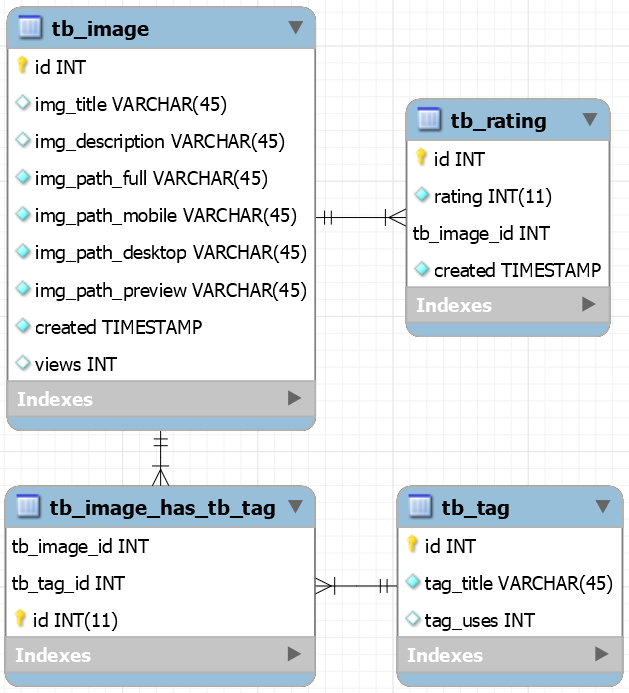 tb_image
id INT
img_title VARCHAR(45)
img_description VARCHAR(45)
img_path_full VARCHAR(45)
img_path_mobile VARCHAR(45)
img_path_desktop VARCHAR(45)
img_path_preview VARCHAR(45)
created TIMESTAMP
views INT
Indexes
tb_rating
id INT
rating INT(11)
tb_image_id INT
created TIMESTAMP
Indexes
tb_image_has_tb_tag
tb_image_id INT
tb_tag_id INT
id INT(11)
Indexes
tb_tag
id INT
tag_title VARCHAR(45)
tag_uses INT
Indexes